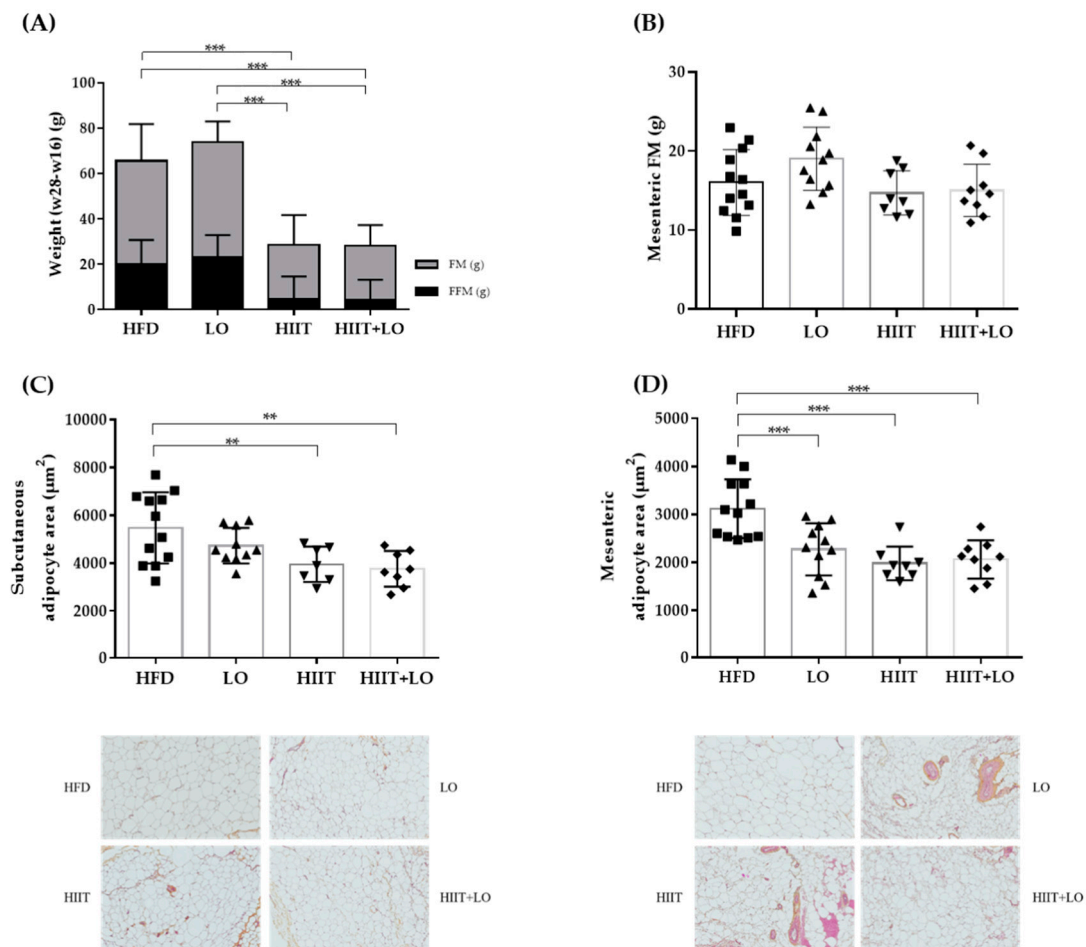 (A)
***
***
***
***
Weight (w28-w16) (g)
100
80
60
40
20
0
HFD LO HIIT HIIT+LO
FM (g)
FFM (g)
(B)
Mesenteric FM (g)
30
20
10
0
HFD LO HIIT HIIT+LO
(C)
**
**
Subcutaneous
adipocyte area (µm²)
10000
8000
6000
4000
2000
0
HFD LO HIIT HIIT+LO
(D)
***
***
***
Mesenteric
adipocyte area (µm²)
5000
4000
3000
2000
1000
0
HFD LO HIIT HIIT+LO
HFD
LO
HIIT
HIIT+LO
HFD
LO
HIIT
HIIT+LO